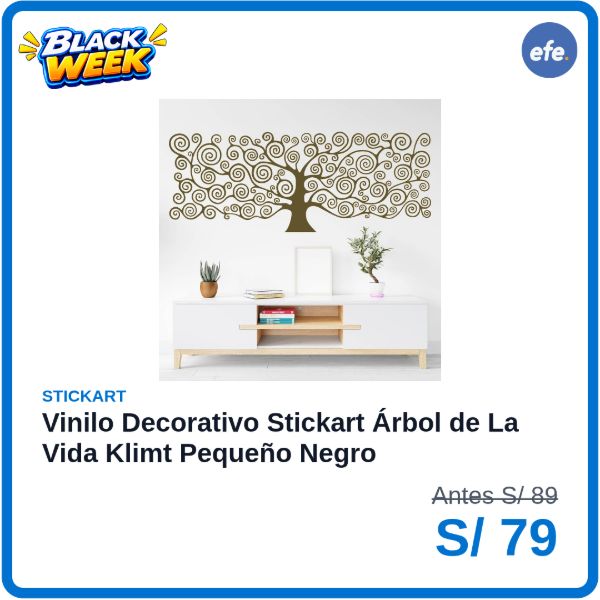 BLACK
WEEK
efe.
STICKART
Vinilo Decorativo Stickart Árbol de La
Vida Klimt Pequeño Negro
Antes S/ 89
S/ 79